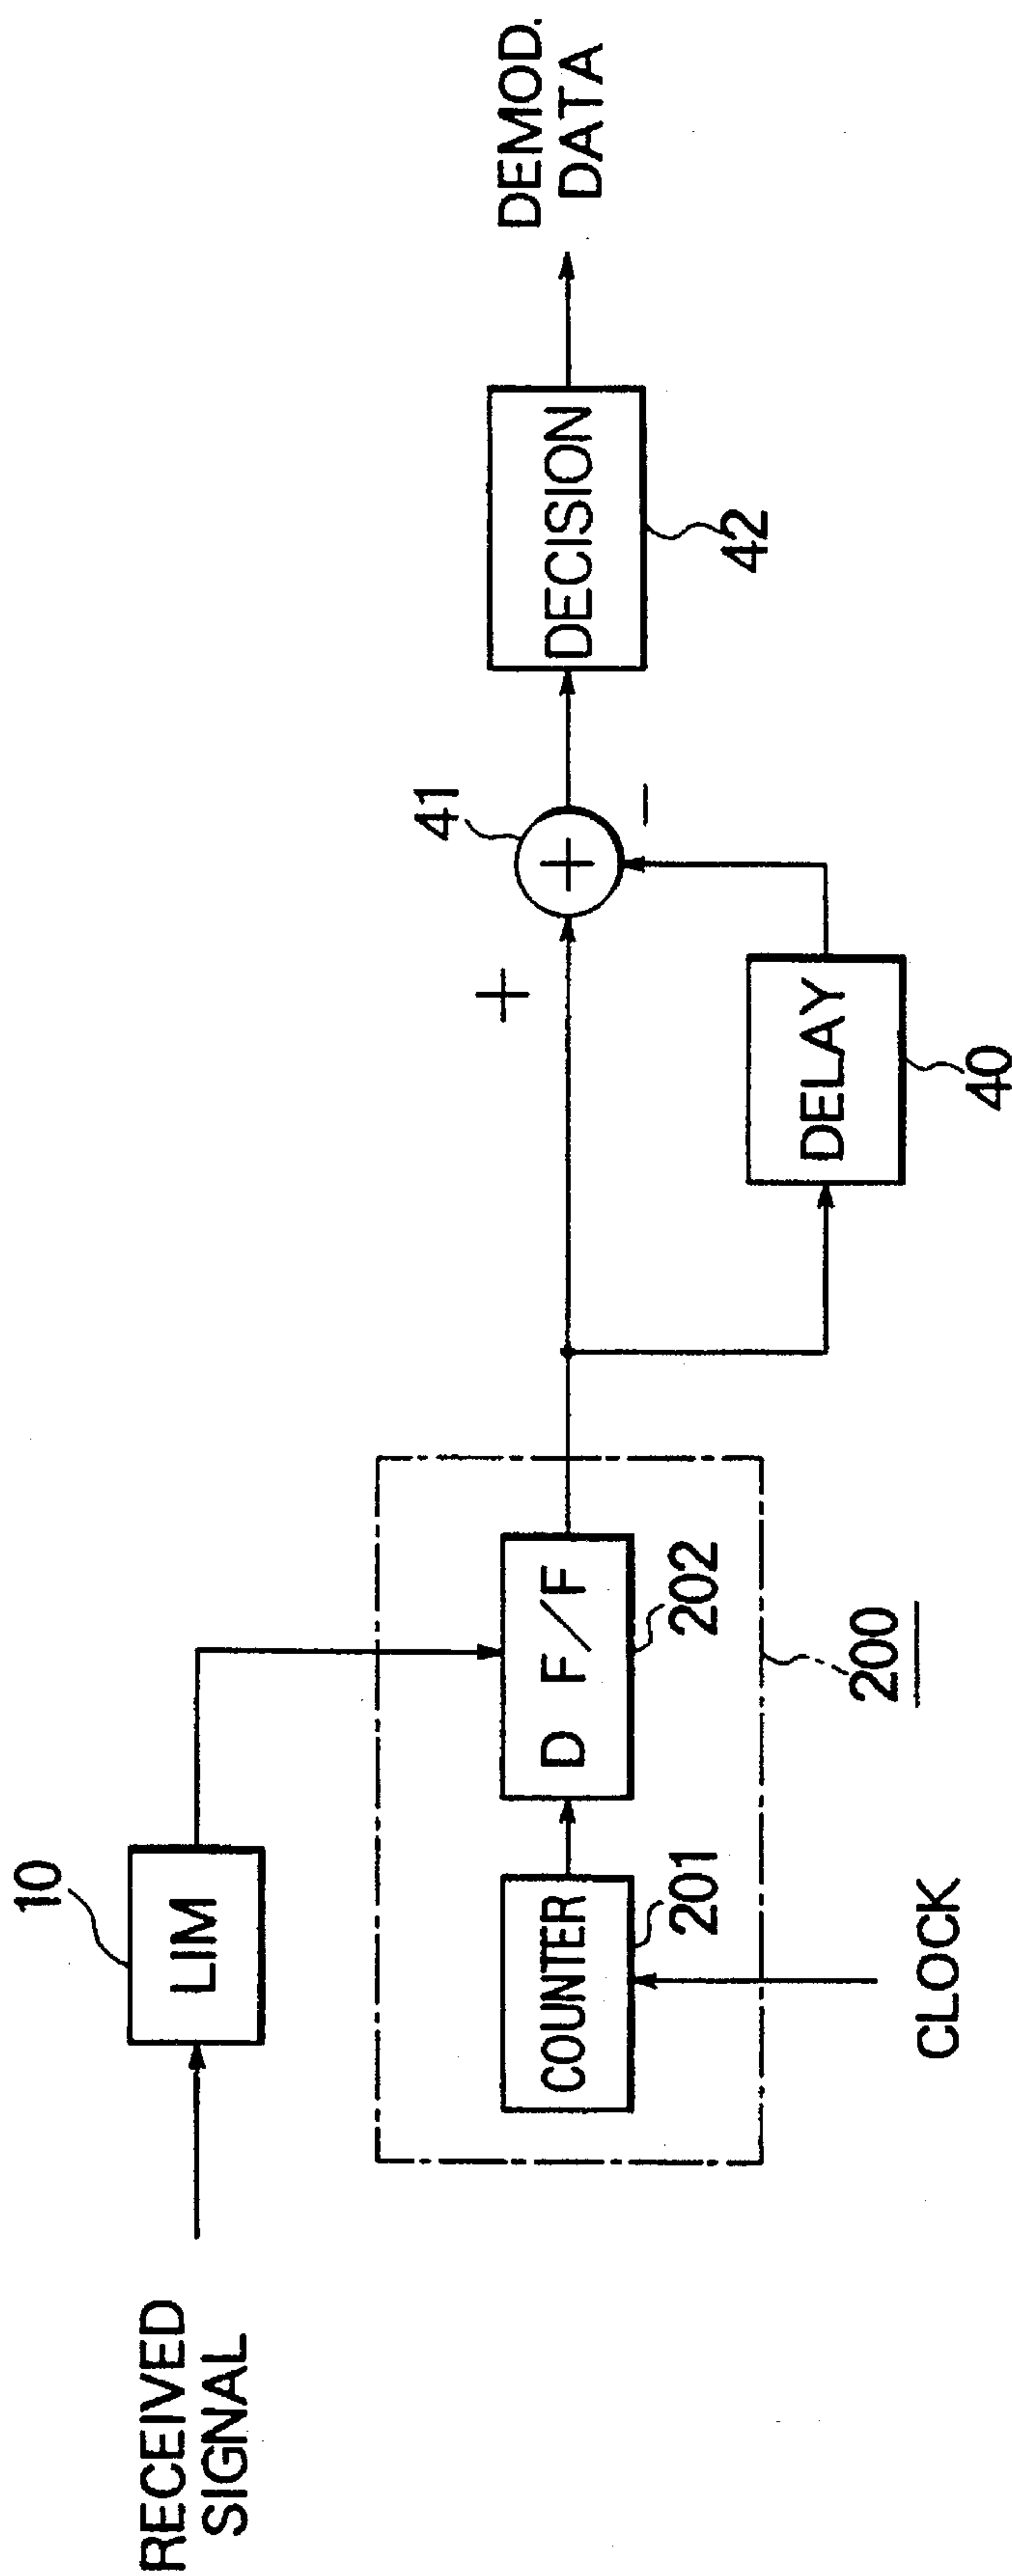 RECEIVED
SIGNAL
10
LIM
COUNTER
201
D F/F
202
200
CLOCK
+
DELAY
40
41
+
−
DECISION
42
DEMOD.
DATA